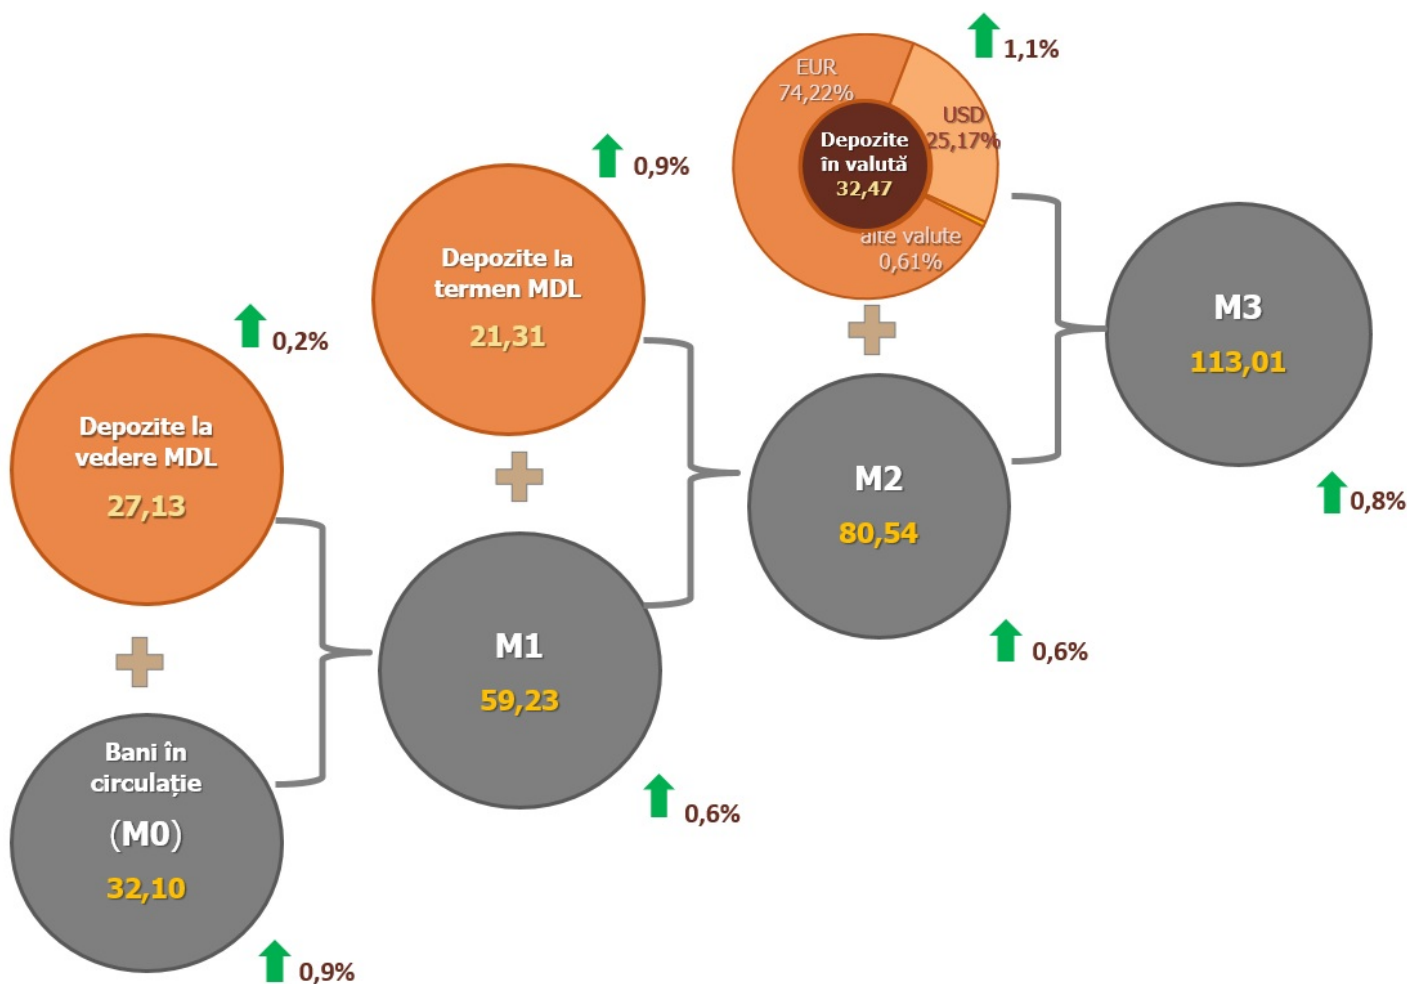 1,1%
EUR
74,22%
USD
25,17%
Depozite
în valută
32,47
alte valute
0,61%
0,9%
Depozite la
termen MDL
21,31
M3
113,01
0,8%
0,2%
Depozite la
vedere MDL
27,13
M2
80,54
0,6%
M1
59,23
0,6%
Bani în
circulație
(M0)
32,10
0,9%